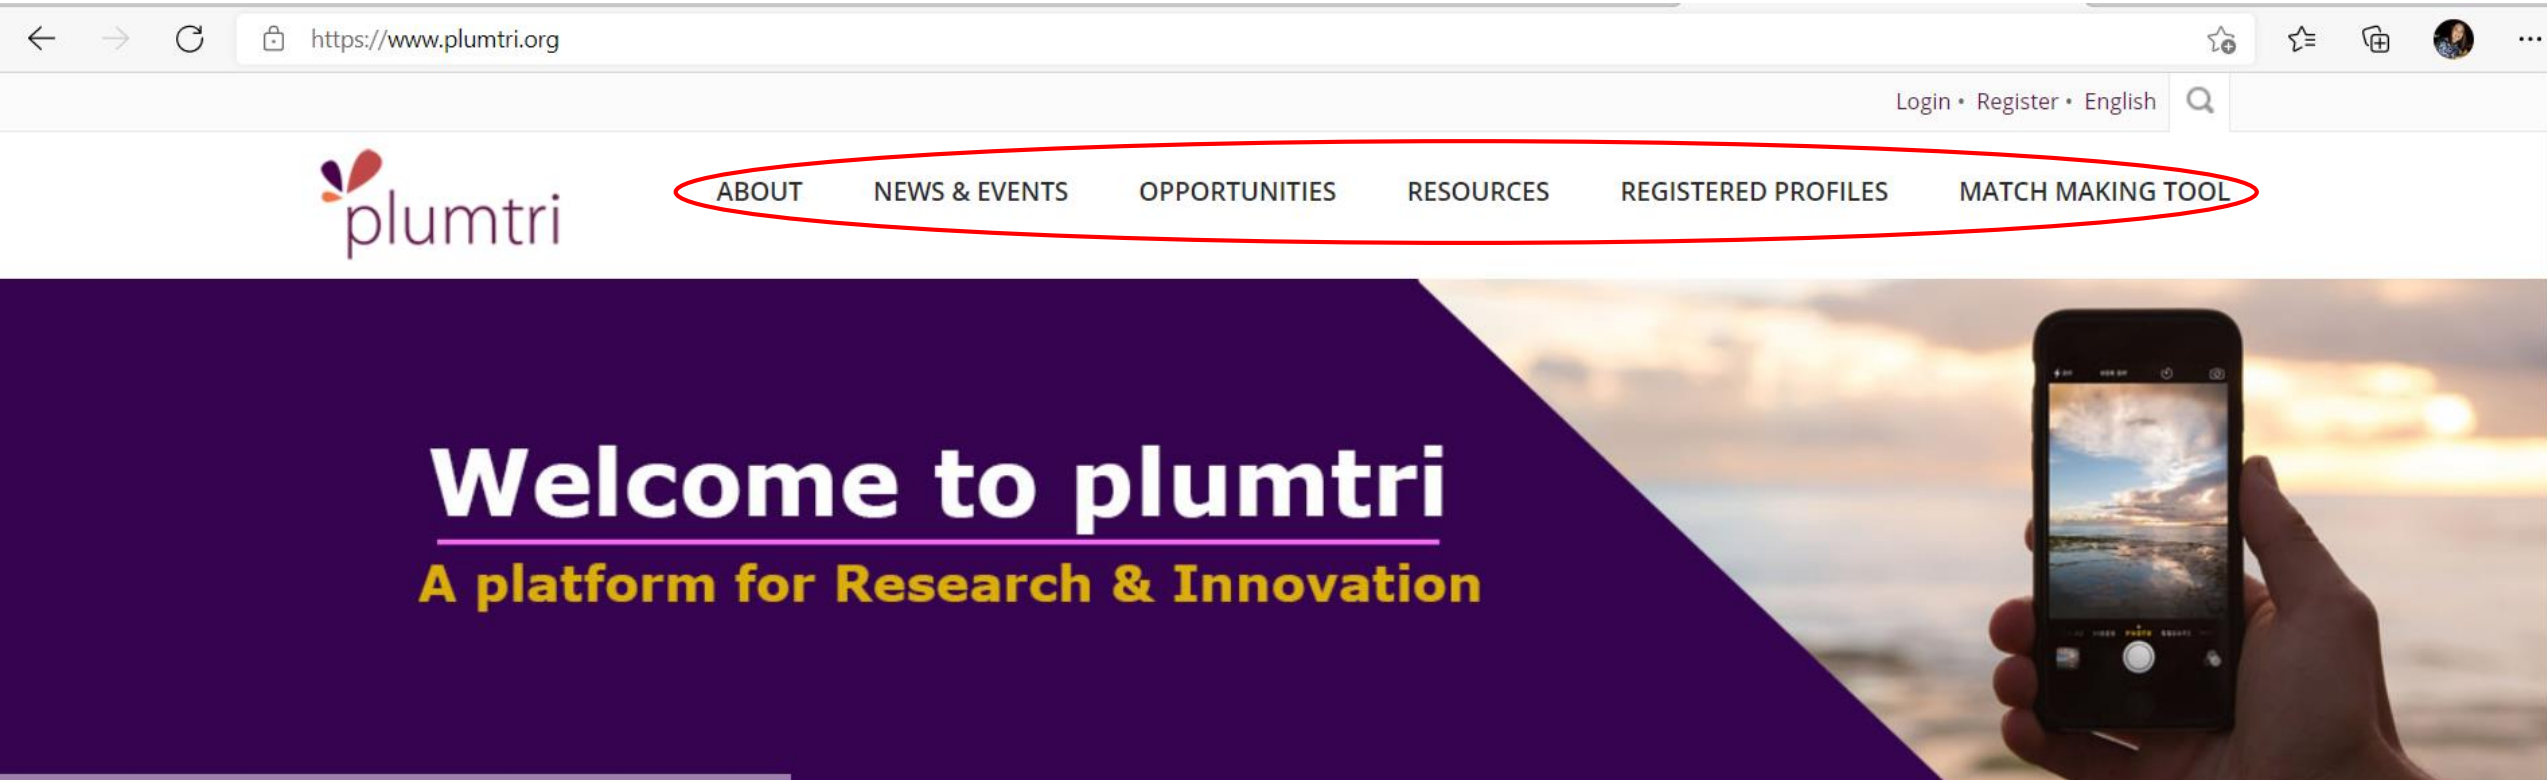 https://www.plumtri.org
Login • Register • English
plumtri
ABOUT NEWS & EVENTS OPPORTUNITIES RESOURCES REGISTERED PROFILES MATCH MAKING TOOL
Welcome to plumtri
A platform for Research & Innovation
PHOTO